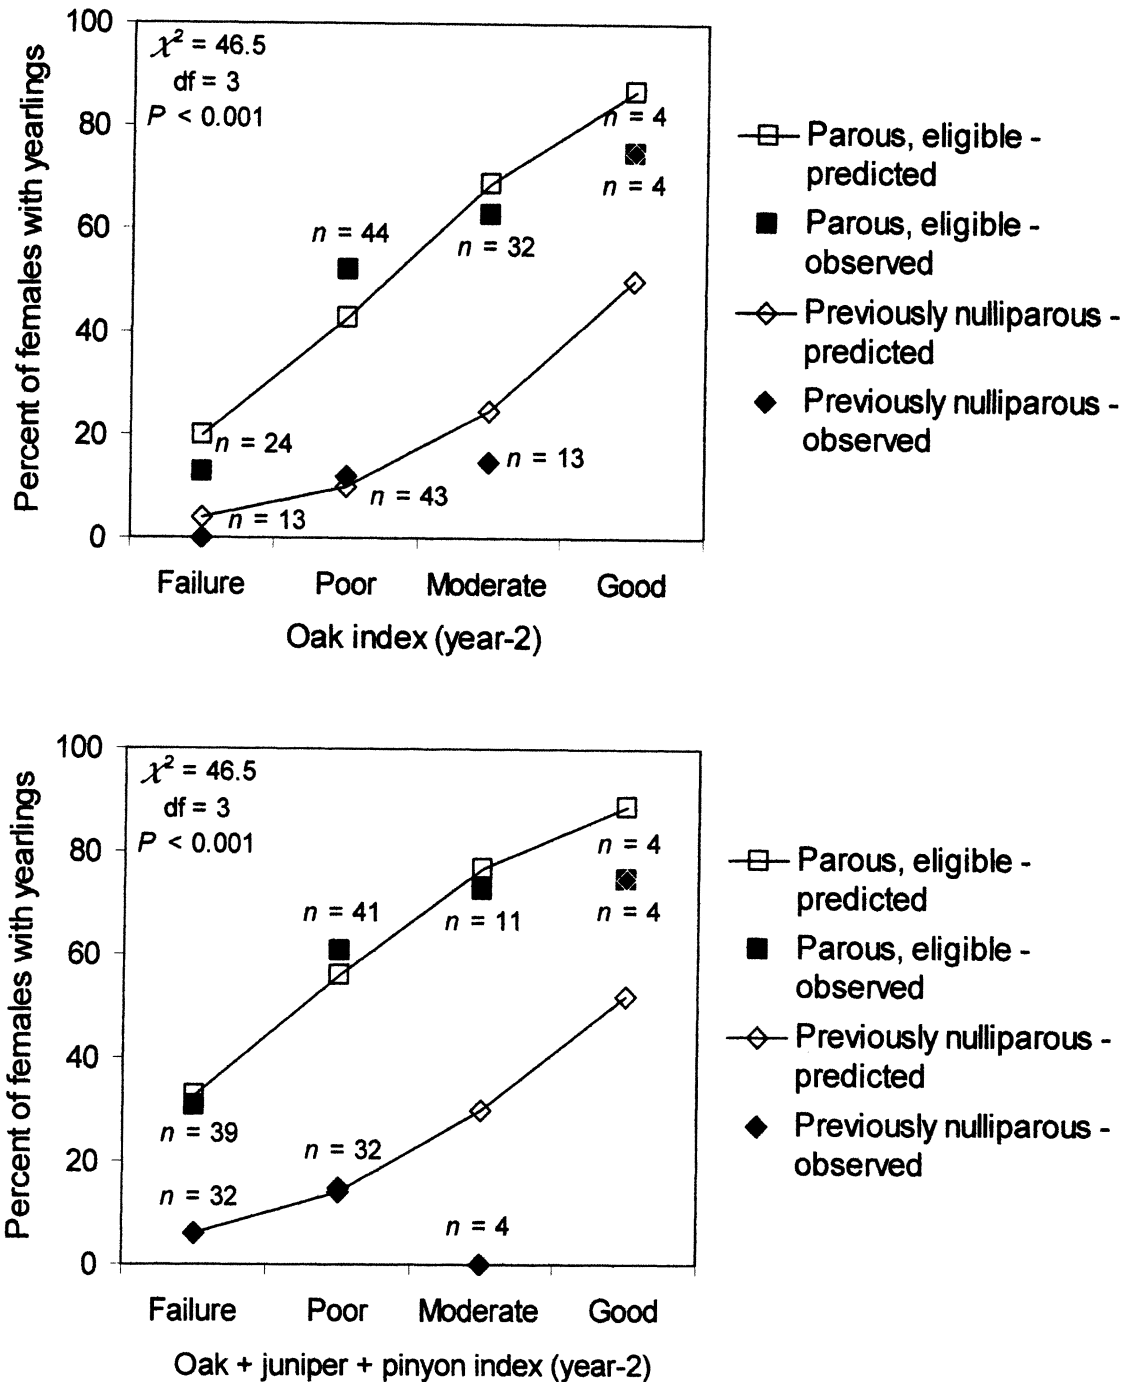 100
80
60
40
20
0
Percent of females with yearlings
χ² = 46.5
df = 3
P < 0.001
n = 4
n = 4
n = 44
n = 32
n = 24
n = 13
n = 43
n = 13
Failure Poor Moderate Good
Oak index (year-2)
Parous, eligible -
predicted
Parous, eligible -
observed
Previously nulliparous -
predicted
Previously nulliparous -
observed
100
80
60
40
20
0
Percent of females with yearlings
χ² = 46.5
df = 3
P < 0.001
n = 4
n = 4
n = 41
n = 11
n = 39
n = 32
n = 32
n = 4
Failure Poor Moderate Good
Oak + juniper + pinyon index (year-2)
Parous, eligible -
predicted
Parous, eligible -
observed
Previously nulliparous -
predicted
Previously nulliparous -
observed